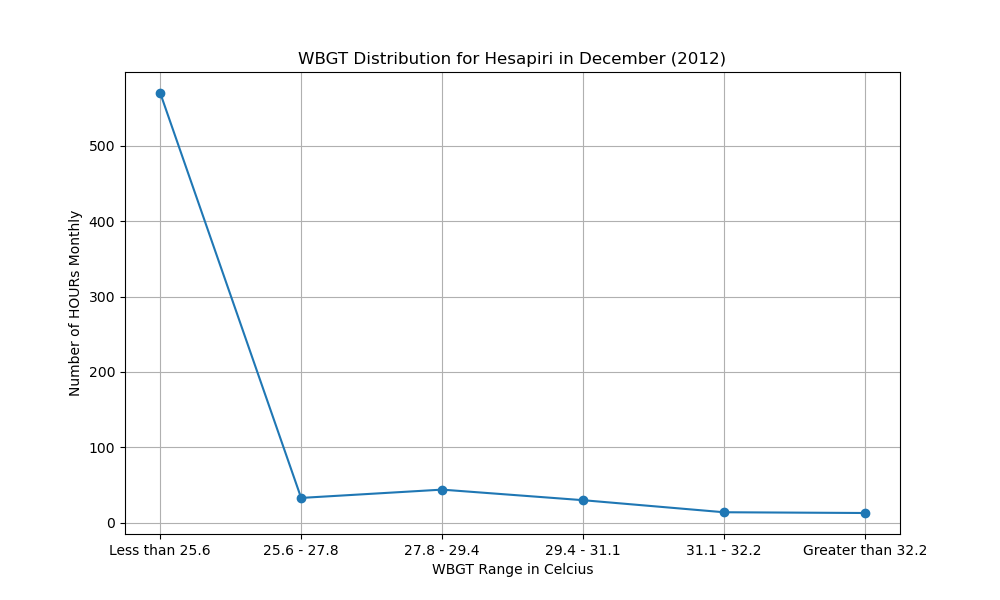 WBGT Distribution for Hesapiri in December (2012)
Number of HOURs Monthly
500
400
300
200
100
0
Less than 25.6
25.6 - 27.8
27.8 - 29.4
29.4 - 31.1
31.1 - 32.2
Greater than 32.2
WBGT Range in Celcius